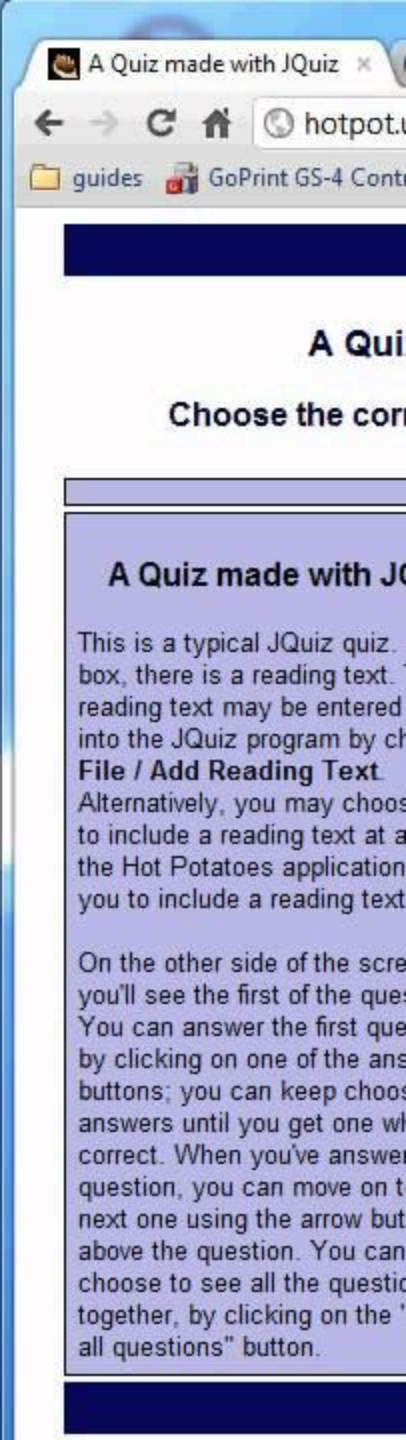 A Quiz made with JQuiz
hotpot.u
guides GoPrint GS-4 Contr
A Qui
Choose the corr
A Quiz made with JQ
This is a typical JQuiz quiz.
box, there is a reading text. T
reading text may be entered
into the JQuiz program by ch
File / Add Reading Text.
Alternatively, you may choos
to include a reading text at a
the Hot Potatoes application
you to include a reading text
On the other side of the scre
you'll see the first of the ques
You can answer the first que
by clicking on one of the ans
buttons; you can keep choos
answers until you get one wh
correct. When you've answer
question, you can move on t
next one using the arrow but
above the question. You can
choose to see all the questio
together, by clicking on the "
all questions" button.